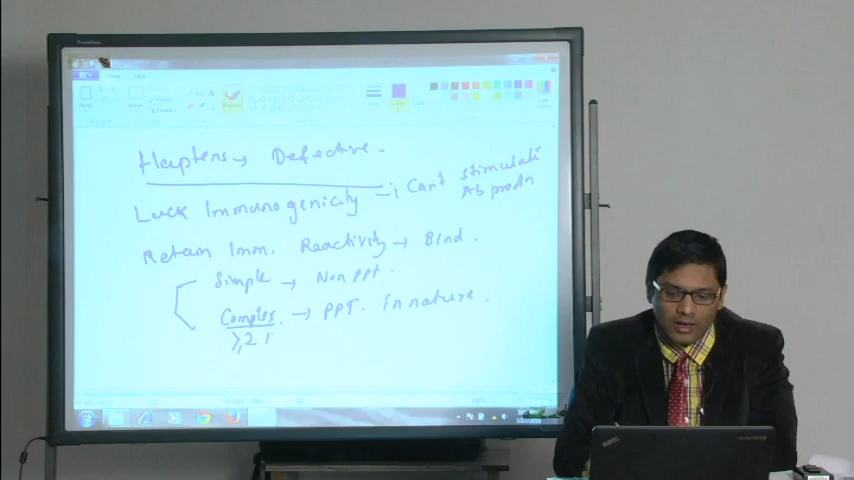 Haptens → Defective.
Lack Immunogenicity → ; Can't stimulate
Ab prodn
Retain Imm. Reactivity → Bind.
Simple → Non ppt.
Complex → PPT. in nature.
≥ 2